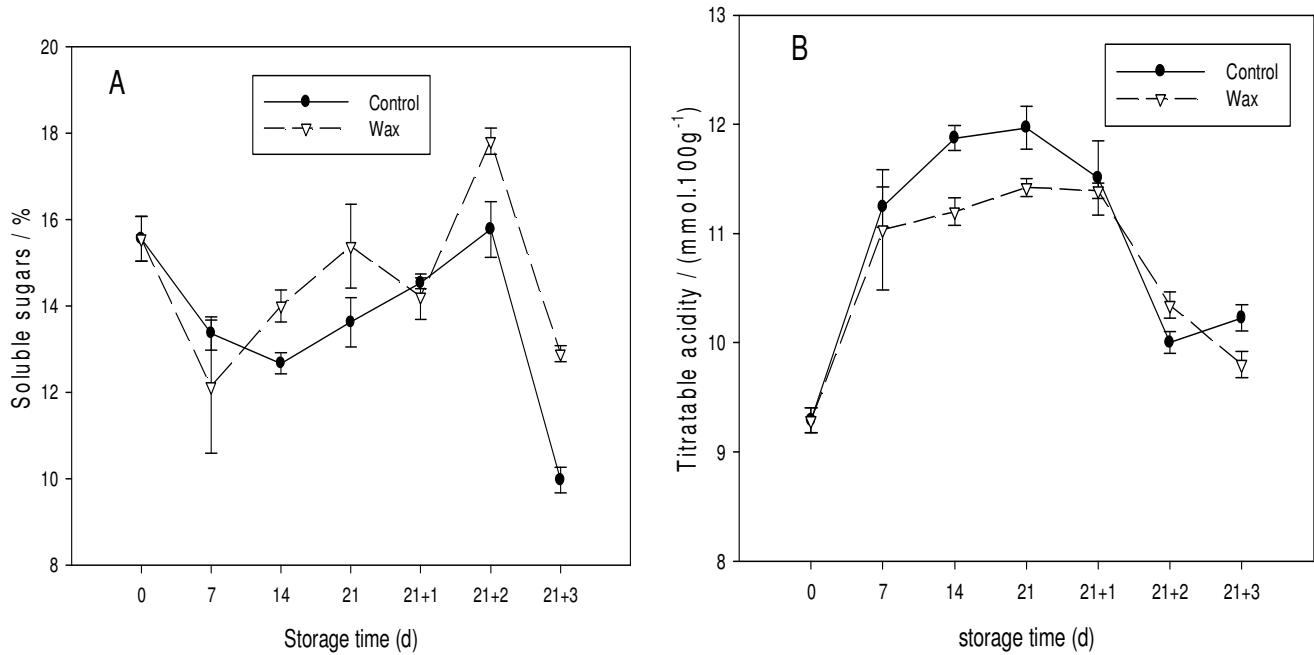 A
Control
Wax
Soluble sugars / %
20
18
16
14
12
10
8
0 7 14 21 21+1 21+2 21+3
Storage time (d)
B
Control
Wax
Titratable acidity / (mmol.100g⁻¹)
13
12
11
10
9
8
0 7 14 21 21+1 21+2 21+3
storage time (d)